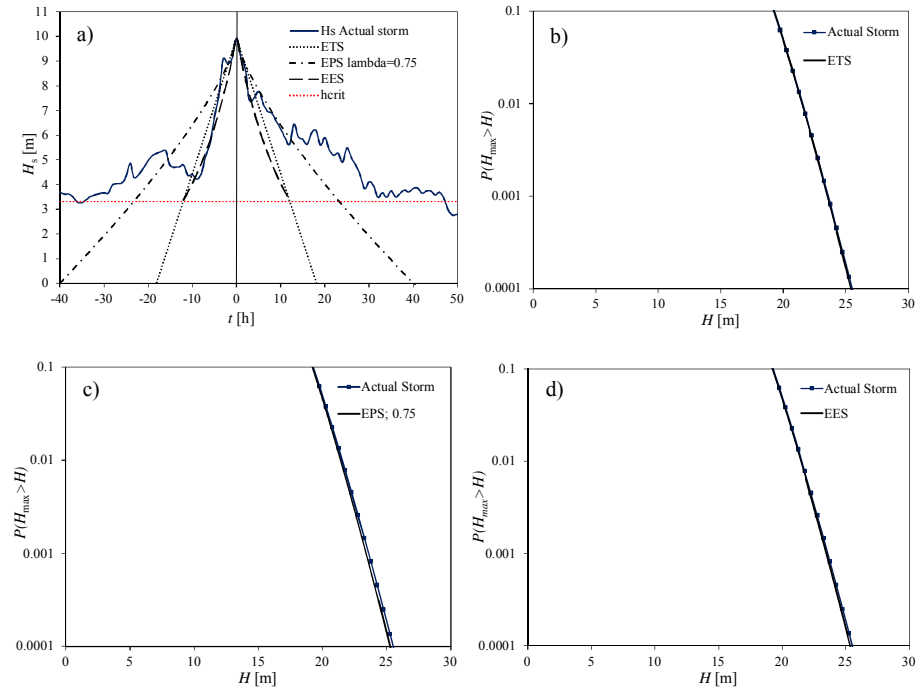 a)
Hs Actual storm
ETS
EPS lambda=0.75
EES
hcrit
11
10
9
8
7
6
5
4
3
2
1
0
Hs [m]
-40 -30 -20 -10 0 10 20 30 40 50
t [h]
b)
Actual Storm
ETS
0.1
0.01
0.001
0.0001
P(Hmax>H)
0 5 10 15 20 25 30
H [m]
c)
Actual Storm
EPS; 0.75
0.1
0.01
0.001
0.0001
P(Hmax>H)
0 5 10 15 20 25 30
H [m]
d)
Actual Storm
EES
0.1
0.01
0.001
0.0001
P(Hmax>H)
0 5 10 15 20 25 30
H [m]